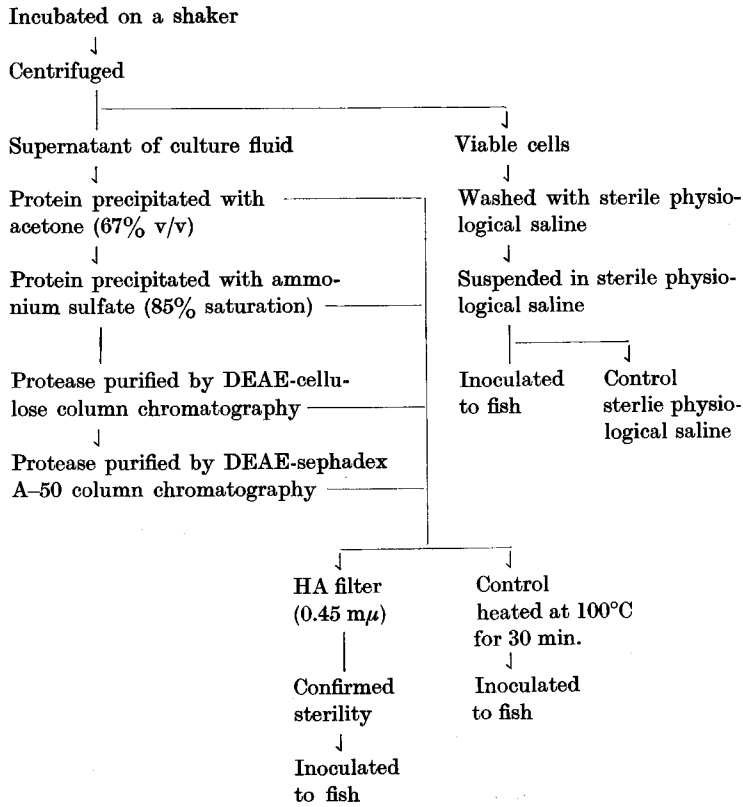 Incubated on a shaker
Centrifuged
Supernatant of culture fluid
Protein precipitated with
acetone (67% v/v)
Protein precipitated with ammo-
nium sulfate (85% saturation)
Protease purified by DEAE-cellu-
lose column chromatography
Protease purified by DEAE-sephadex
A–50 column chromatography
Viable cells
Washed with sterile physio-
logical saline
Suspended in sterile physio-
logical saline
Inoculated
to fish
Control
sterlie physio-
logical saline
HA filter
(0.45 mμ)
Confirmed
sterility
Inoculated
to fish
Control
heated at 100°C
for 30 min.
Inoculated
to fish